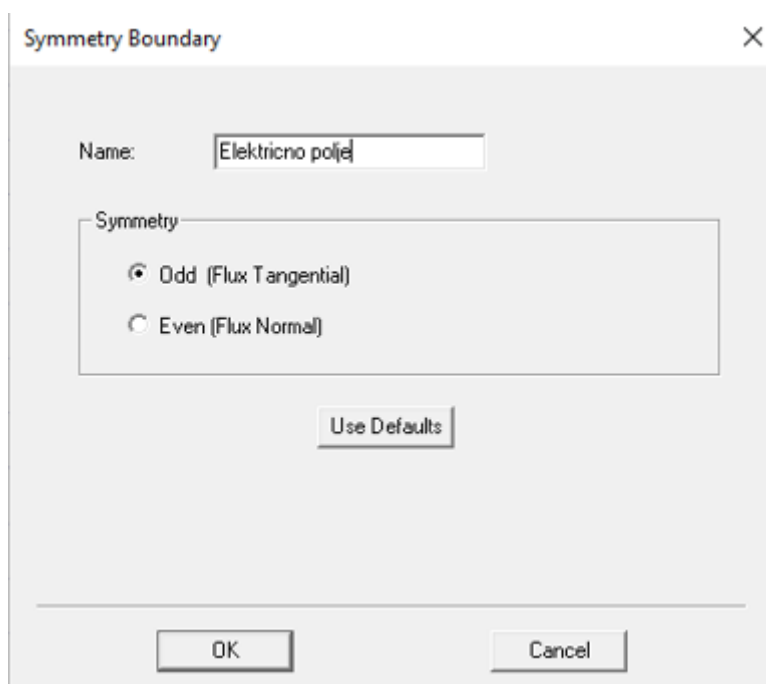 Symmetry Boundary
Name: Elektricno polje
Symmetry
Odd (Flux Tangential)
Even (Flux Normal)
Use Defaults
OK Cancel